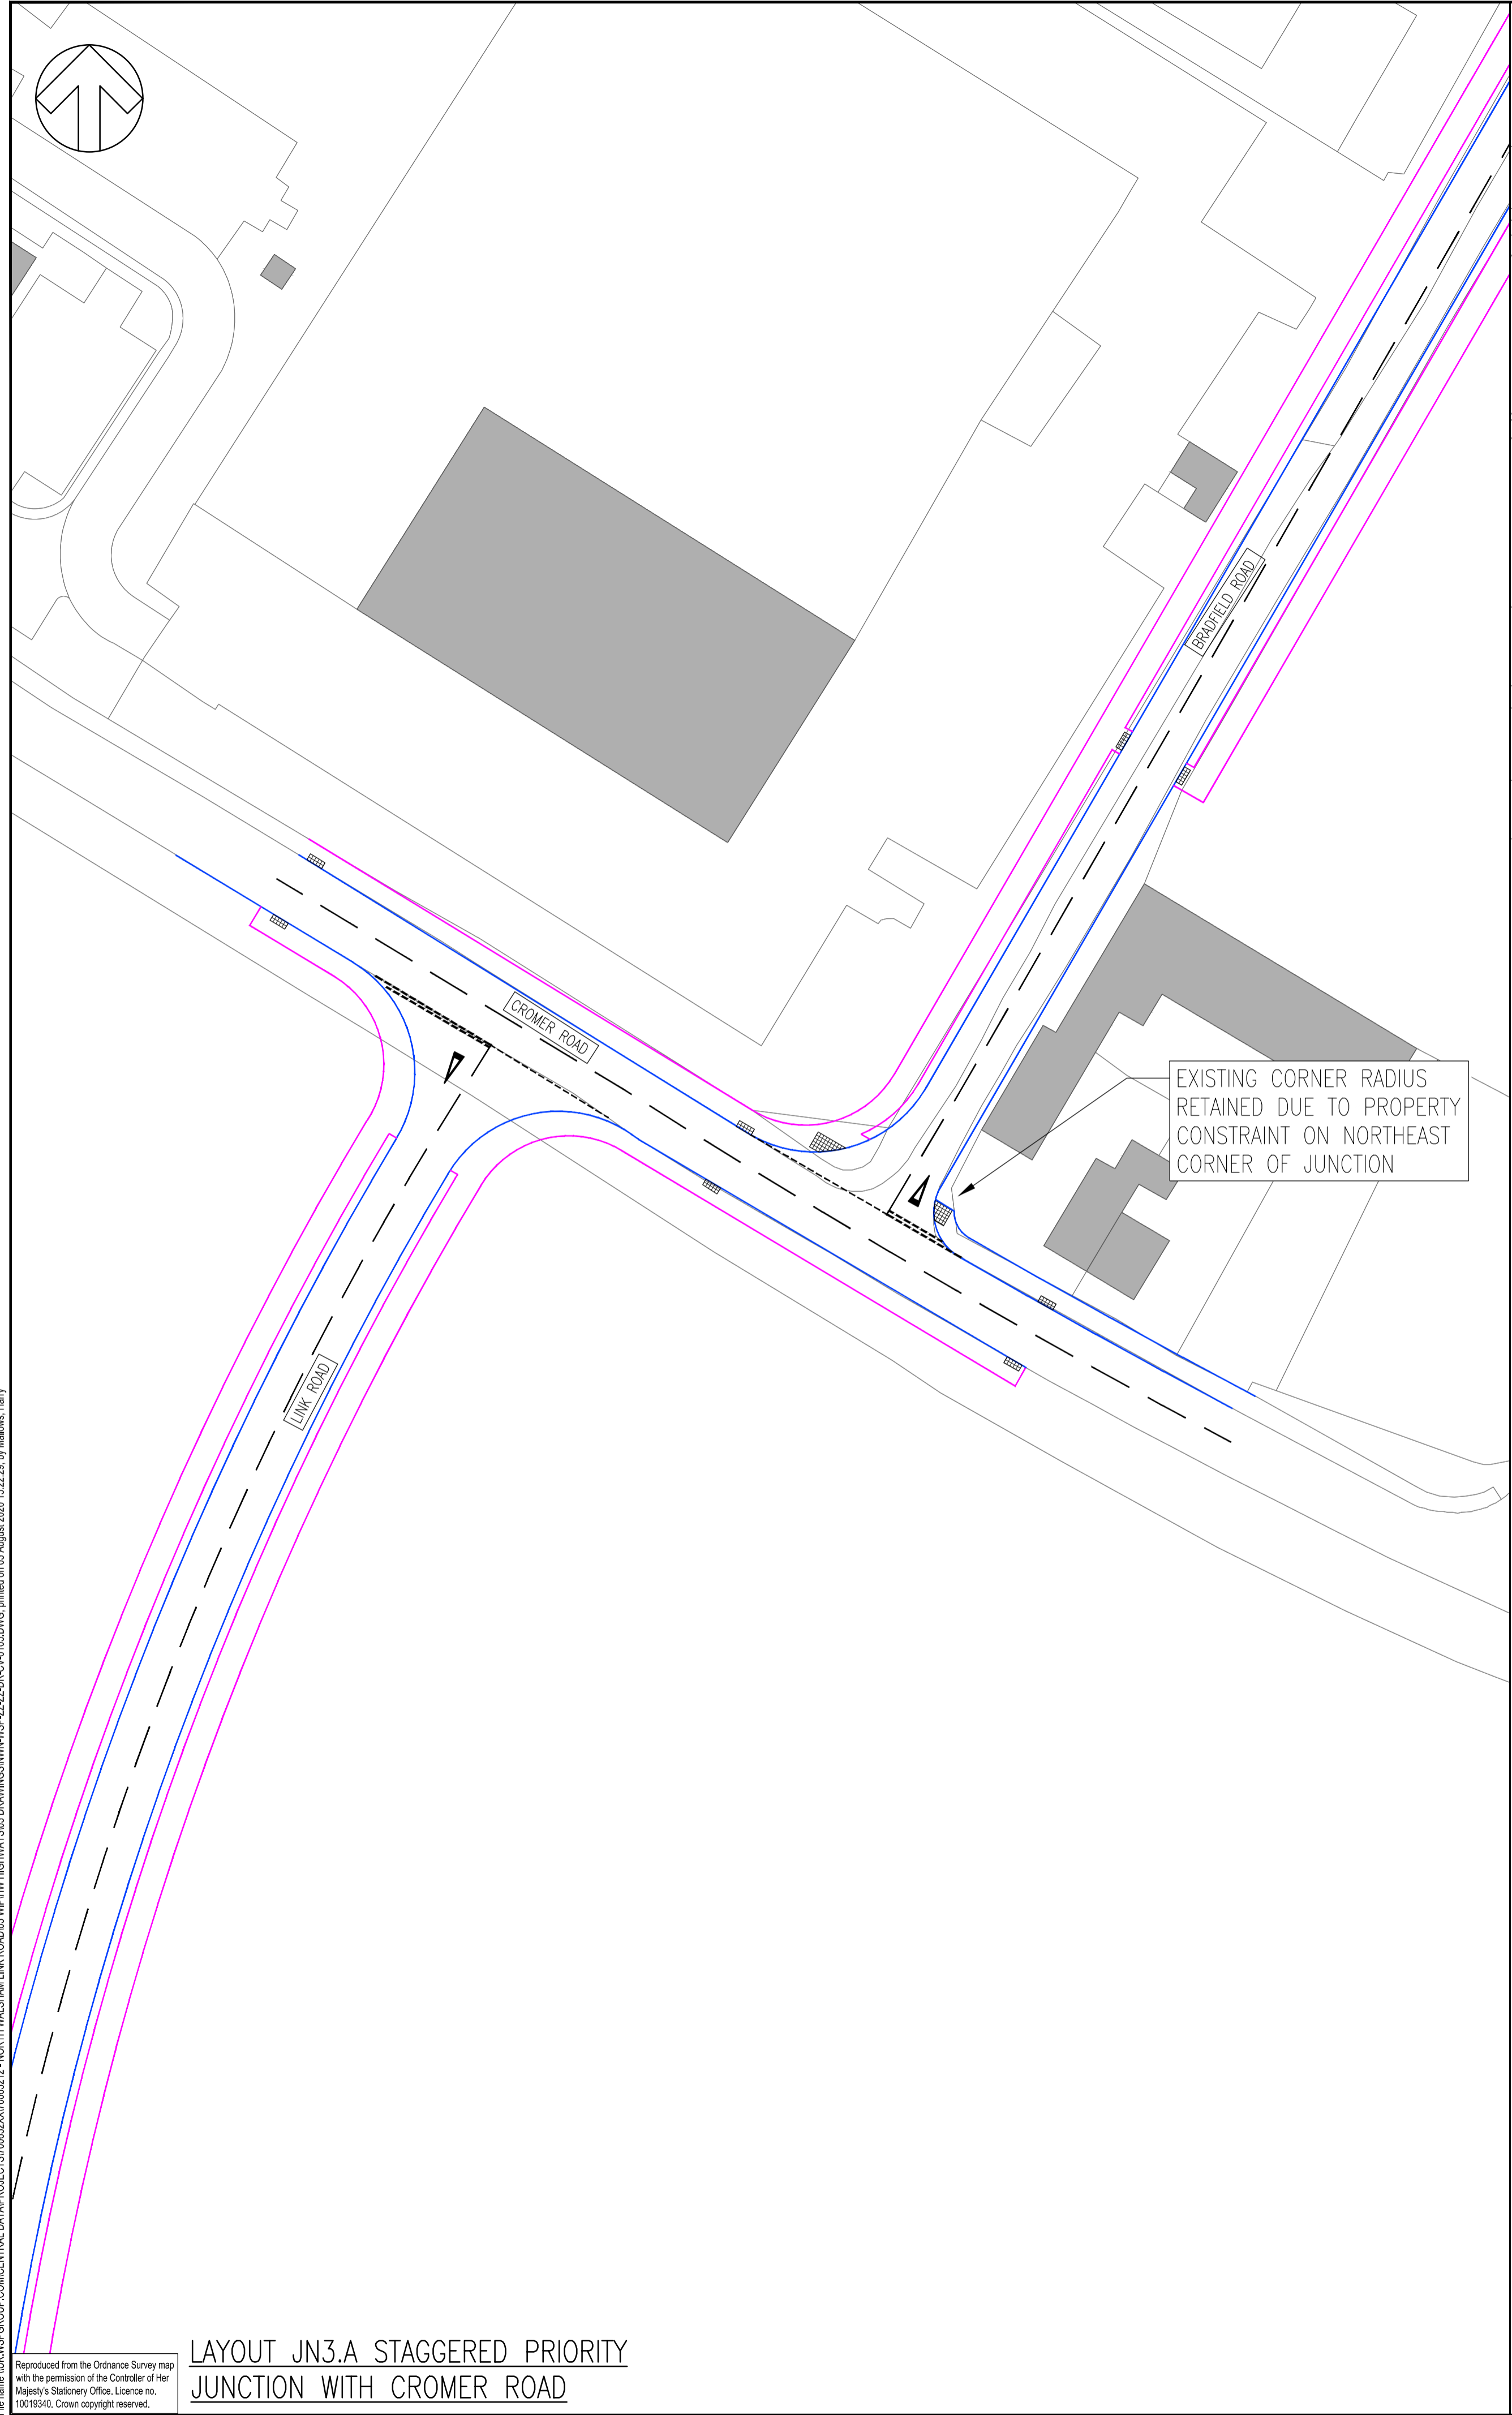 BRADFIELD ROAD
CROMER ROAD
EXISTING CORNER RADIUS
RETAINED DUE TO PROPERTY
CONSTRAINT ON NORTHEAST
CORNER OF JUNCTION
LINK ROAD
LAYOUT JN3.A STAGGERED PRIORITY
JUNCTION WITH CROMER ROAD
Reproduced from the Ordnance Survey map
with the permission of the Controller of Her
Majesty's Stationery Office. Licence no.
10019340. Crown copyright reserved.